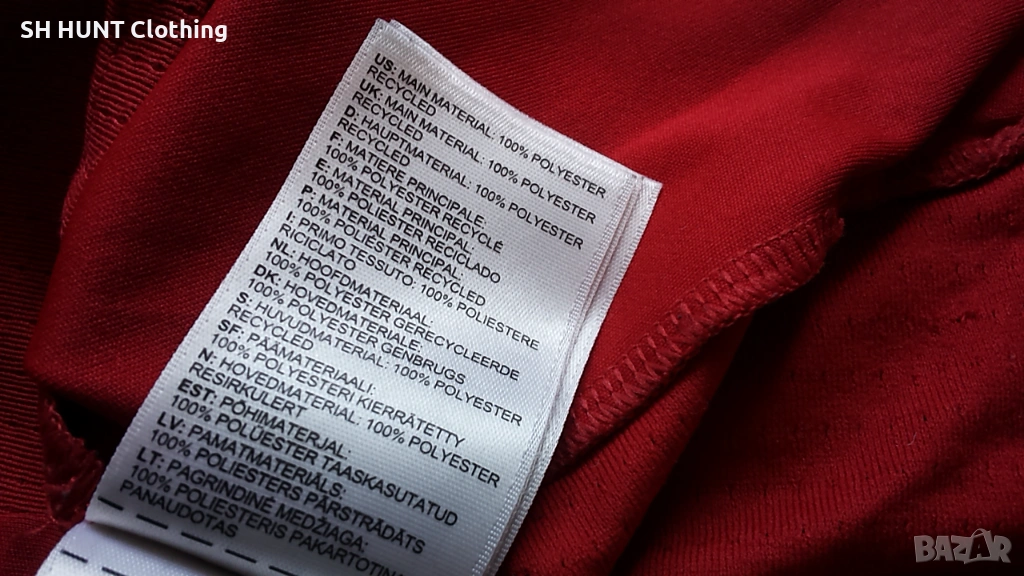 SH HUNT Clothing
US: MAIN MATERIAL: 100% POLYESTER
RECYCLED
UK: MAIN MATERIAL: 100% POLYESTER
RECYCLED
D: HAUPTMATERIAL: 100% POLYESTER
RECYCLED
F: MATIÈRE PRINCIPALE:
100% POLYESTER RECYCLÉ
E: MATERIAL PRINCIPAL:
100% POLIESTER RECICLADO
P: MATERIAL PRINCIPAL:
100% POLIÉSTER RECYCLED
I: PRIMO TESSUTO: 100% POLIESTERE
RICICLATO
NL: HOOFDMATERIAAL:
100% POLYESTER GERECYCLEERDE
DK: HOVEDMATERIALE:
100% POLYESTER GENBRUGS
S: HUVUDMATERIAL: 100% POLYESTER
RECYCLED
SF: PÄÄMATERIAALI:
100% POLYESTERI KIERRÄTETTY
N: HOVEDMATERIAL: 100% POLYESTER
RESIRKULERT
EST: PÕHIMATERJAL:
100% POLÜESTER TAASKASUTATUD
LV: PAMATMATERIĀLS:
100% POLIESTERS PĀRSTRĀDĀTS
LT: PAGRINDINĖ MEDŽIAGA:
100% POLIESTERIS PAKARTOTINAI
PANAUDOTAS
BAZAR